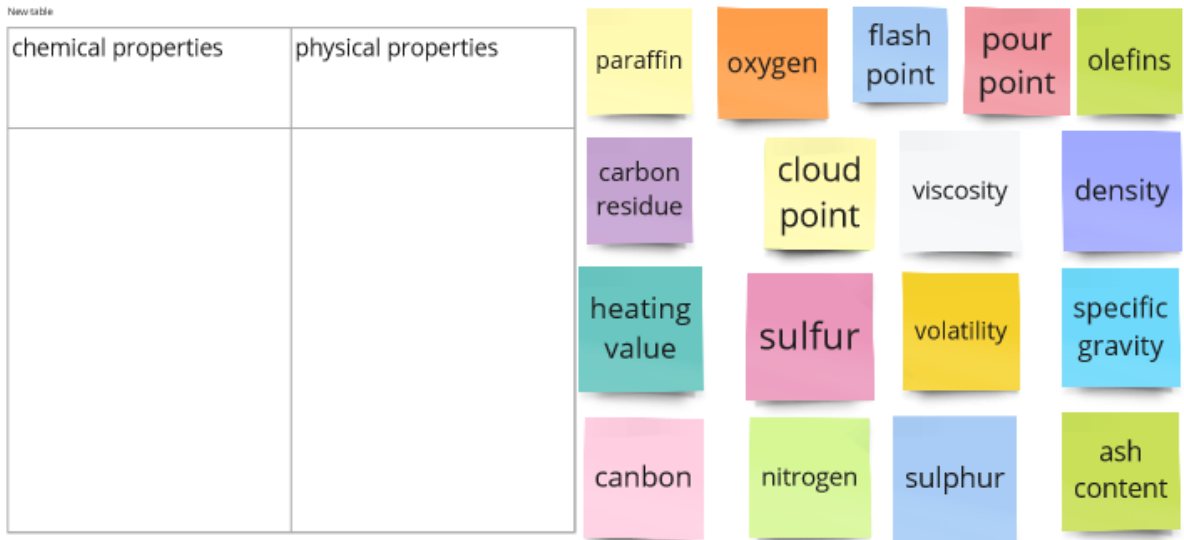 New table
chemical properties
physical properties
paraffin
oxygen
flash
point
pour
point
olefins
carbon
residue
cloud
point
viscosity
density
heating
value
sulfur
volatility
specific
gravity
canbon
nitrogen
sulphur
ash
content